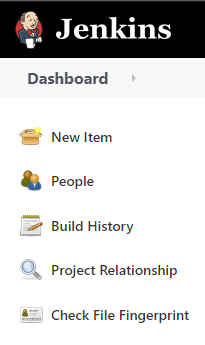 Jenkins
Dashboard
New Item
People
Build History
Project Relationship
Check File Fingerprint